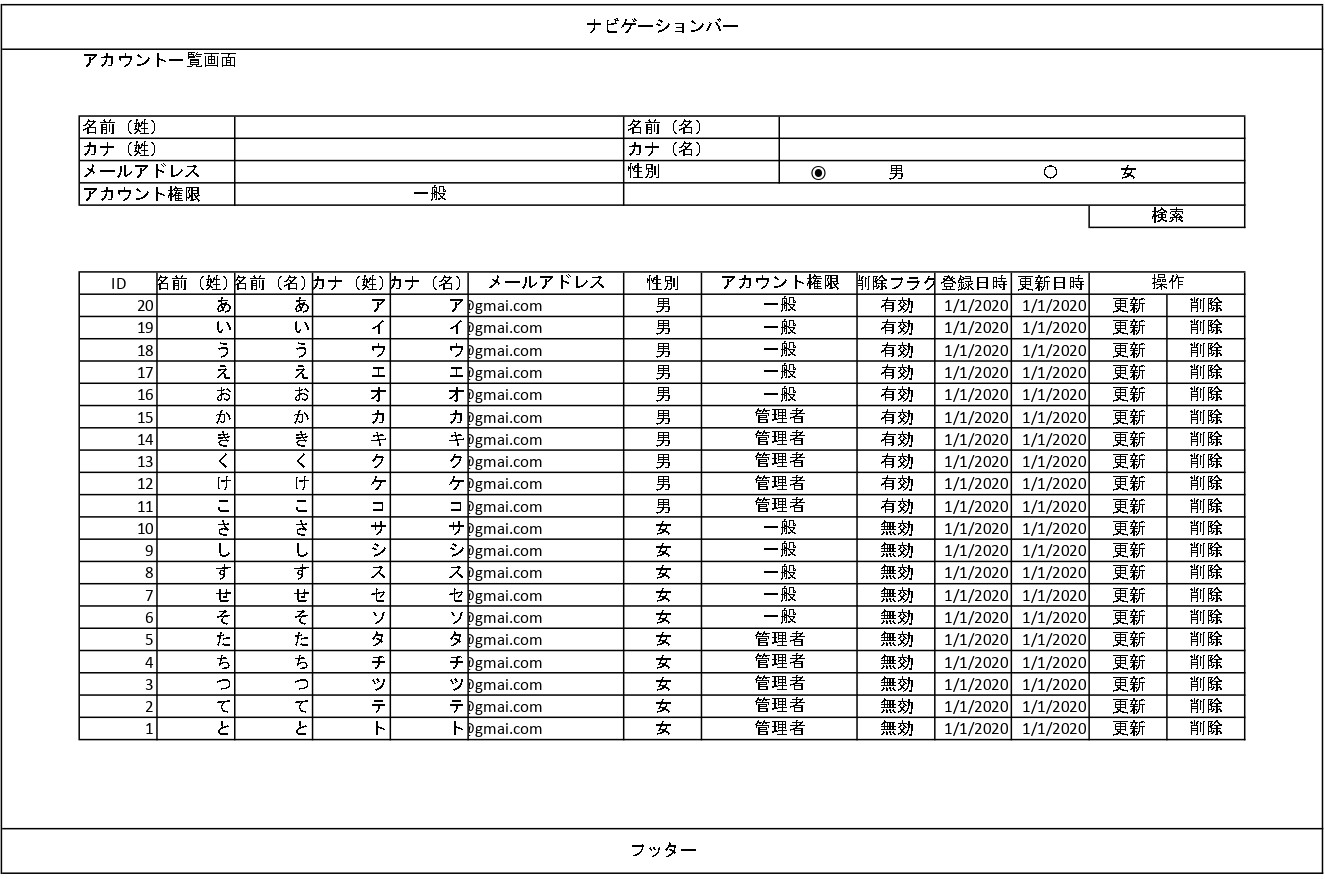 ナビゲーションバー
アカウント一覧画面
名前（姓） 名前（名）
カナ（姓） カナ（名）
メールアドレス 性別 男 女
アカウント権限 一般
検索
ID 名前（姓） 名前（名） カナ（姓） カナ（名） メールアドレス 性別 アカウント権限 削除フラグ 登録日時 更新日時 操作
20 あ あ ア ア @gmai.com 男 一般 有効 1/1/2020 1/1/2020 更新 削除
19 い い イ イ @gmai.com 男 一般 有効 1/1/2020 1/1/2020 更新 削除
18 う う ウ ウ @gmai.com 男 一般 有効 1/1/2020 1/1/2020 更新 削除
17 え え エ エ @gmai.com 男 一般 有効 1/1/2020 1/1/2020 更新 削除
16 お お オ オ @gmai.com 男 一般 有効 1/1/2020 1/1/2020 更新 削除
15 か か カ カ @gmai.com 男 管理者 有効 1/1/2020 1/1/2020 更新 削除
14 き き キ キ @gmai.com 男 管理者 有効 1/1/2020 1/1/2020 更新 削除
13 く く ク ク @gmai.com 男 管理者 有効 1/1/2020 1/1/2020 更新 削除
12 け け ケ ケ @gmai.com 男 管理者 有効 1/1/2020 1/1/2020 更新 削除
11 こ こ コ コ @gmai.com 男 管理者 有効 1/1/2020 1/1/2020 更新 削除
10 さ さ サ サ @gmai.com 女 一般 無効 1/1/2020 1/1/2020 更新 削除
9 し し シ シ @gmai.com 女 一般 無効 1/1/2020 1/1/2020 更新 削除
8 す す ス ス @gmai.com 女 一般 無効 1/1/2020 1/1/2020 更新 削除
7 せ せ セ セ @gmai.com 女 一般 無効 1/1/2020 1/1/2020 更新 削除
6 そ そ ソ ソ @gmai.com 女 一般 無効 1/1/2020 1/1/2020 更新 削除
5 た た タ タ @gmai.com 女 管理者 無効 1/1/2020 1/1/2020 更新 削除
4 ち ち チ チ @gmai.com 女 管理者 無効 1/1/2020 1/1/2020 更新 削除
3 つ つ ツ ツ @gmai.com 女 管理者 無効 1/1/2020 1/1/2020 更新 削除
2 て て テ テ @gmai.com 女 管理者 無効 1/1/2020 1/1/2020 更新 削除
1 と と ト ト @gmai.com 女 管理者 無効 1/1/2020 1/1/2020 更新 削除
フッター